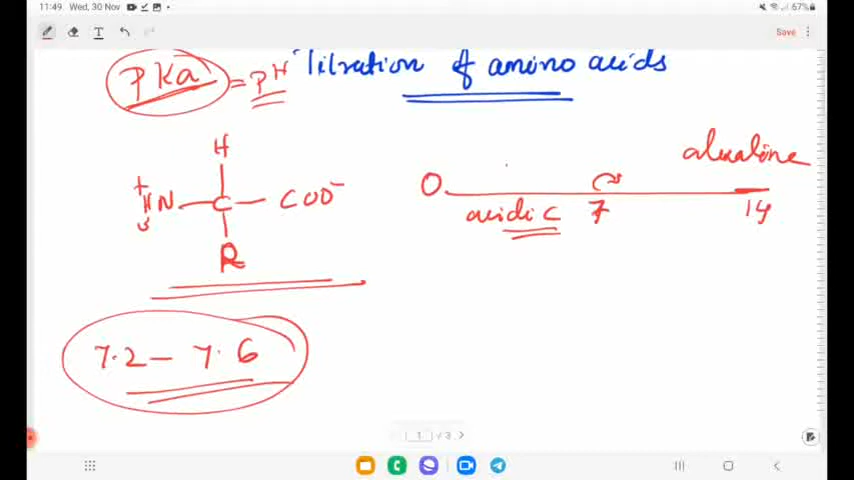 11:49 Wed, 30 Nov
67%
T
Save
PKa = PH Titration of amino acids
H
+
H3N C COO-
R
alkaline
0
acidic 7 14
7.2 - 7.6
1 / 3